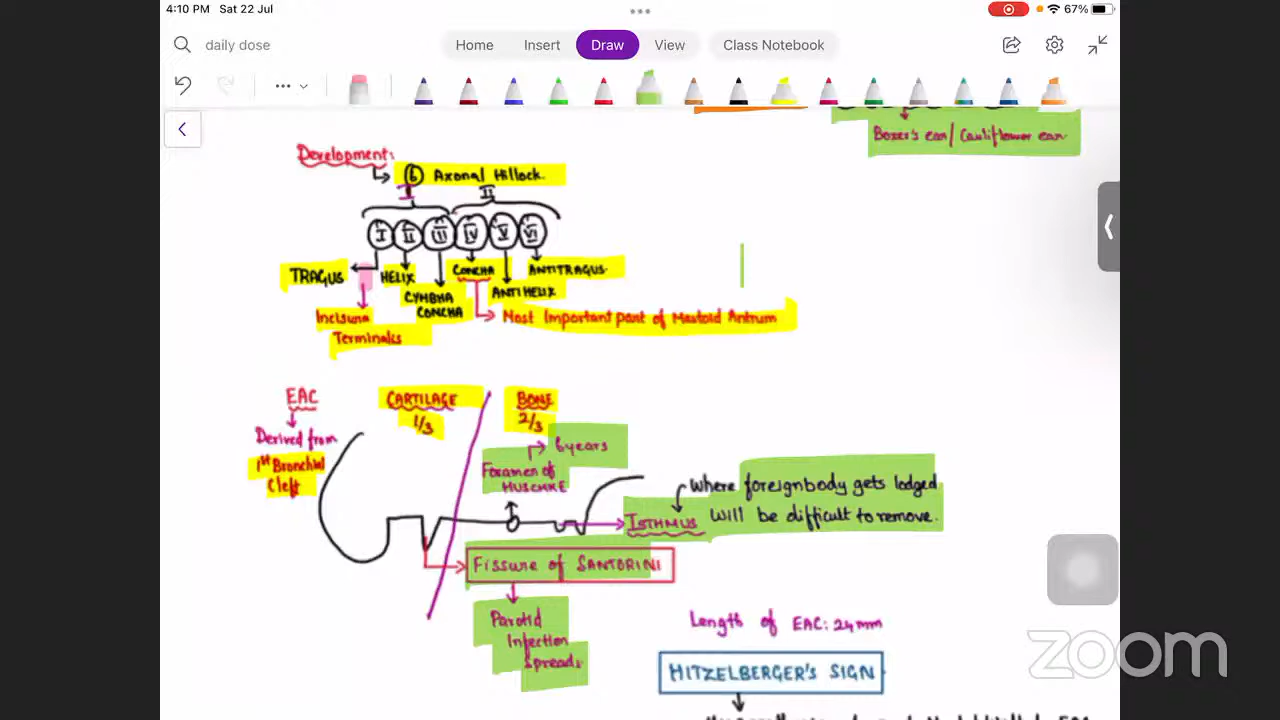 4:10 PM Sat 22 Jul
67%
daily dose
Home Insert Draw View Class Notebook
Boxer's ear/ Cauliflower ear
Development:
6 Axonal Hillock.
I II
I II III IV V VI
TRAGUS HELIX CONCHA ANTITRAGUS.
CYMBHA CONCHA
ANTIHELIX
Incisura Terminalis
Most Important part of Mastoid Antrum
EAC
Derived from
1st Bronchial
Cleft
CARTILAGE
1/3
BONE
2/3
6 years
Foramen of
HUSCHKE
Where foreignbody gets lodged
ISTHMUS will be difficult to remove.
Fissure of SANTORINI
Parotid
Infection
Spreads
Length of EAC: 24mm
HITZELBERGER'S SIGN
zoom